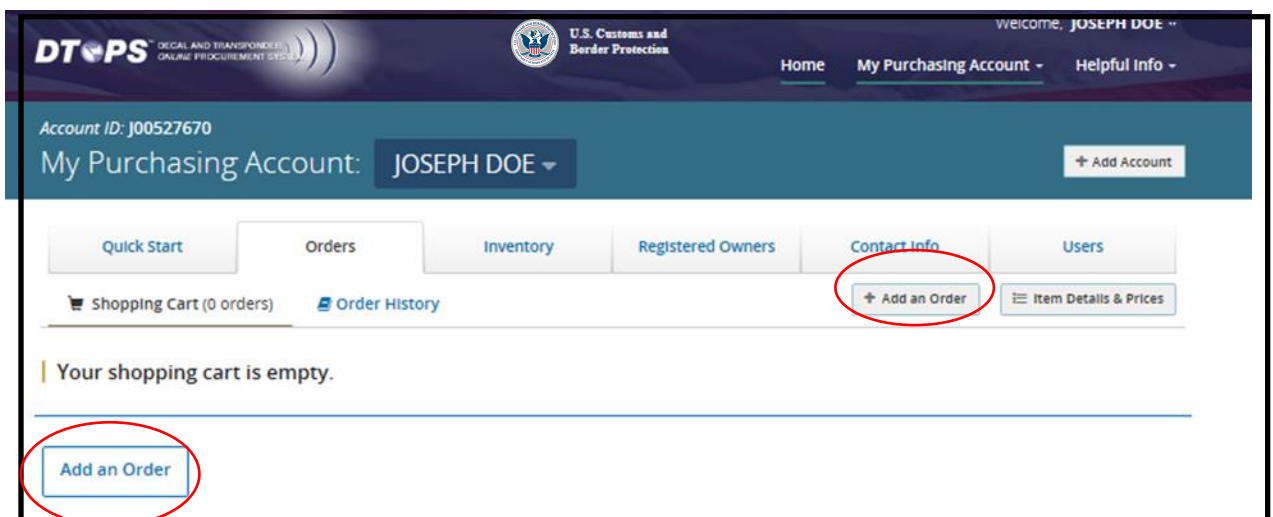 DTOPS DECAL AND TRANSPONDER
ONLINE PROCUREMENT SYSTEM
U.S. Customs and
Border Protection
Welcome, JOSEPH DOE
Home My Purchasing Account Helpful Info
Account ID: J00527670
My Purchasing Account: JOSEPH DOE
+ Add Account
Quick Start Orders Inventory Registered Owners Contact Info Users
Shopping Cart (0 orders) Order History + Add an Order Item Details & Prices
Your shopping cart is empty.
Add an Order